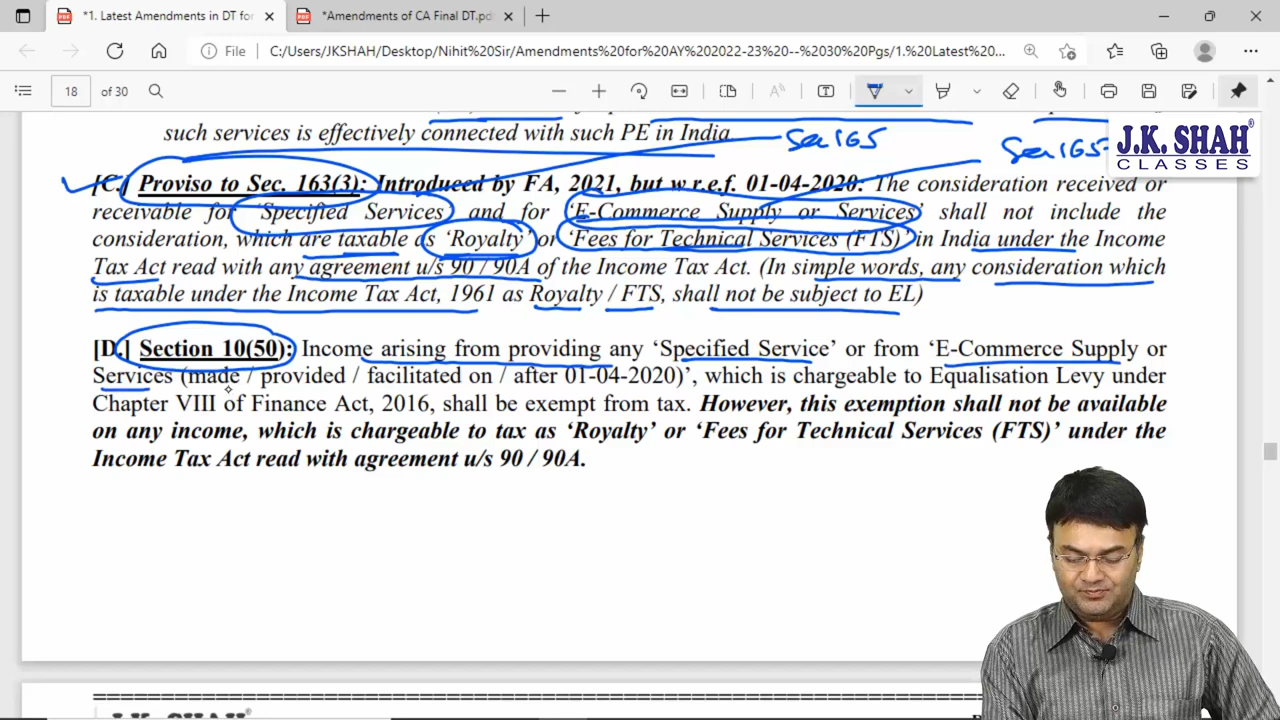 *1. Latest Amendments in DT for
*Amendments of CA Final DT.pd
File
C:/Users/JKSHAH/Desktop/Nihit%20Sir/Amendments%20for%20AY%202022-23%20--%2030%20Pgs/1.%20Latest%20...
18 of 30
such services is effectively connected with such PE in India
Sec 165
Sec 165-
J.K. SHAH®
CLASSES
[C.] Proviso to Sec. 163(3): Introduced by FA, 2021, but w.r.e.f. 01-04-2020: The consideration received or
receivable for 'Specified Services' and for 'E-Commerce Supply or Services' shall not include the
consideration, which are taxable as 'Royalty' or 'Fees for Technical Services (FTS)' in India under the Income
Tax Act read with any agreement u/s 90 / 90A of the Income Tax Act. (In simple words, any consideration which
is taxable under the Income Tax Act, 1961 as Royalty / FTS, shall not be subject to EL)
[D.] Section 10(50): Income arising from providing any 'Specified Service' or from 'E-Commerce Supply or
Services (made / provided / facilitated on / after 01-04-2020)', which is chargeable to Equalisation Levy under
Chapter VIII of Finance Act, 2016, shall be exempt from tax. However, this exemption shall not be available
on any income, which is chargeable to tax as 'Royalty' or 'Fees for Technical Services (FTS)' under the
Income Tax Act read with agreement u/s 90 / 90A.